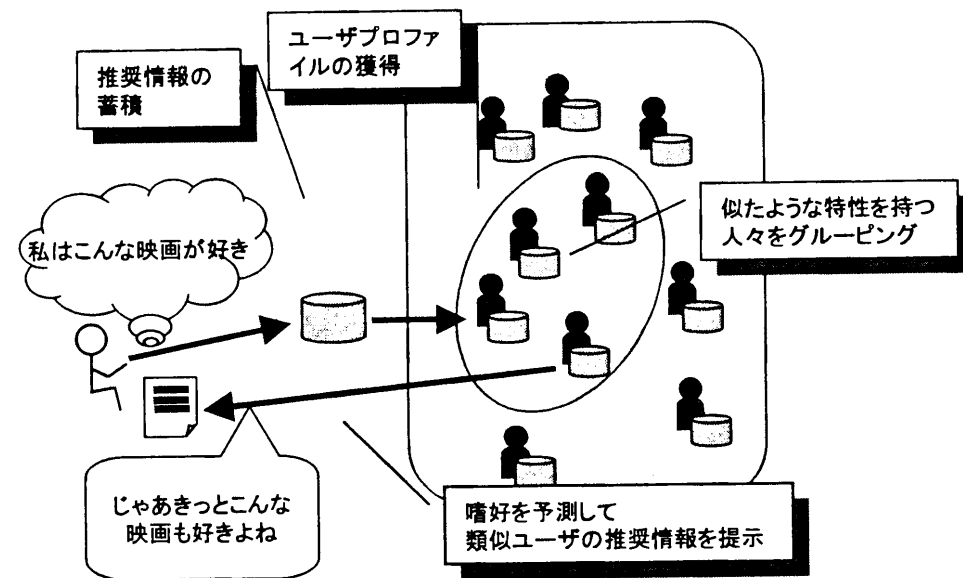 ユーザプロファ
イルの獲得
推奨情報の
蓄積
似たような特性を持つ
人々をグルーピング
私はこんな映画が好き
じゃあきっとこんな
映画も好きよね
嗜好を予測して
類似ユーザの推奨情報を提示